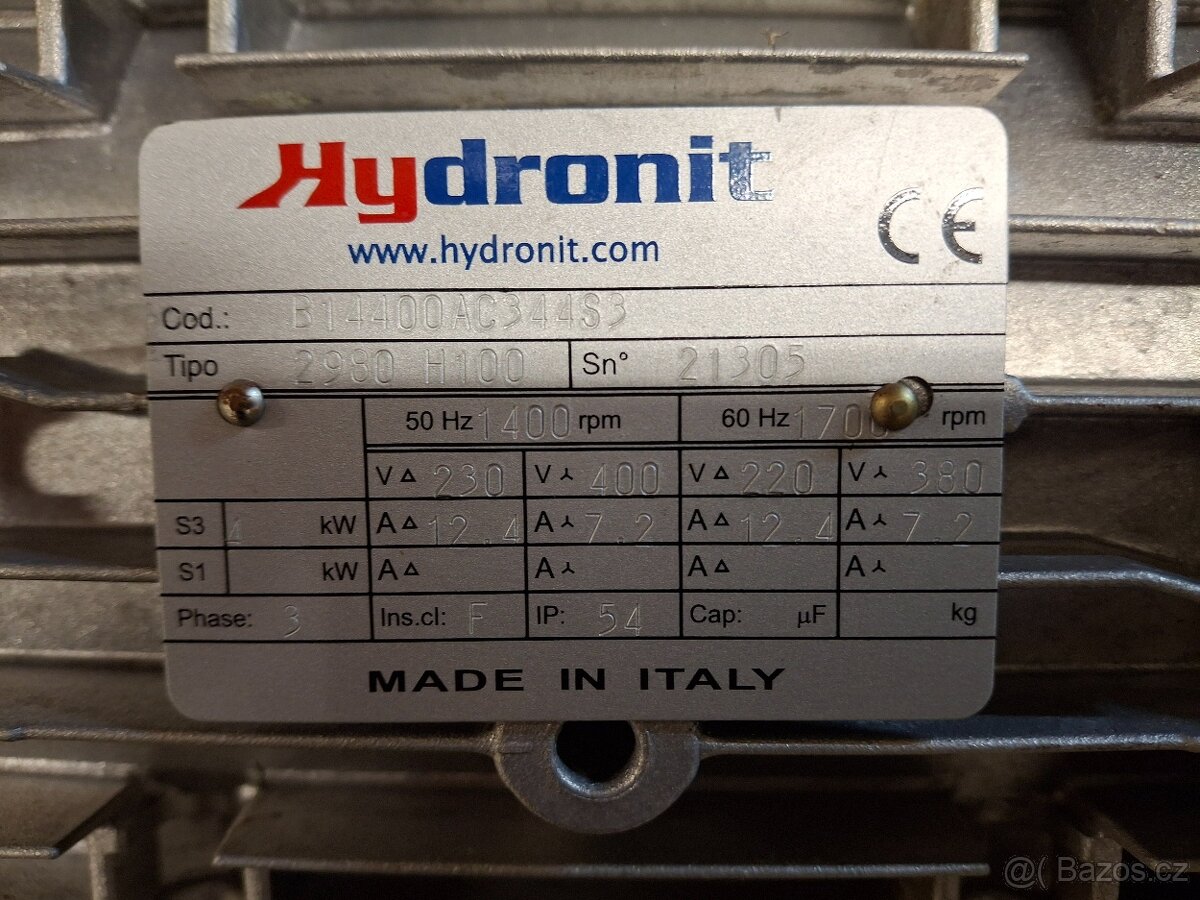 Hydronit
www.hydronit.com
CE
Cod.: B14400AC344S3
Tipo 2980 H100 Sn° 21305
50 Hz 1400 rpm 60 Hz 1700 rpm
V △ 230 V ⅄ 400 V △ 220 V ⅄ 380
S3 4 kW A △ 12.4 A ⅄ 7.2 A △ 12.4 A ⅄ 7.2
S1 kW A △ A ⅄ A △ A ⅄
Phase: 3 Ins.cl: F IP: 54 Cap: µF kg
MADE IN ITALY
@( Bazos.cz